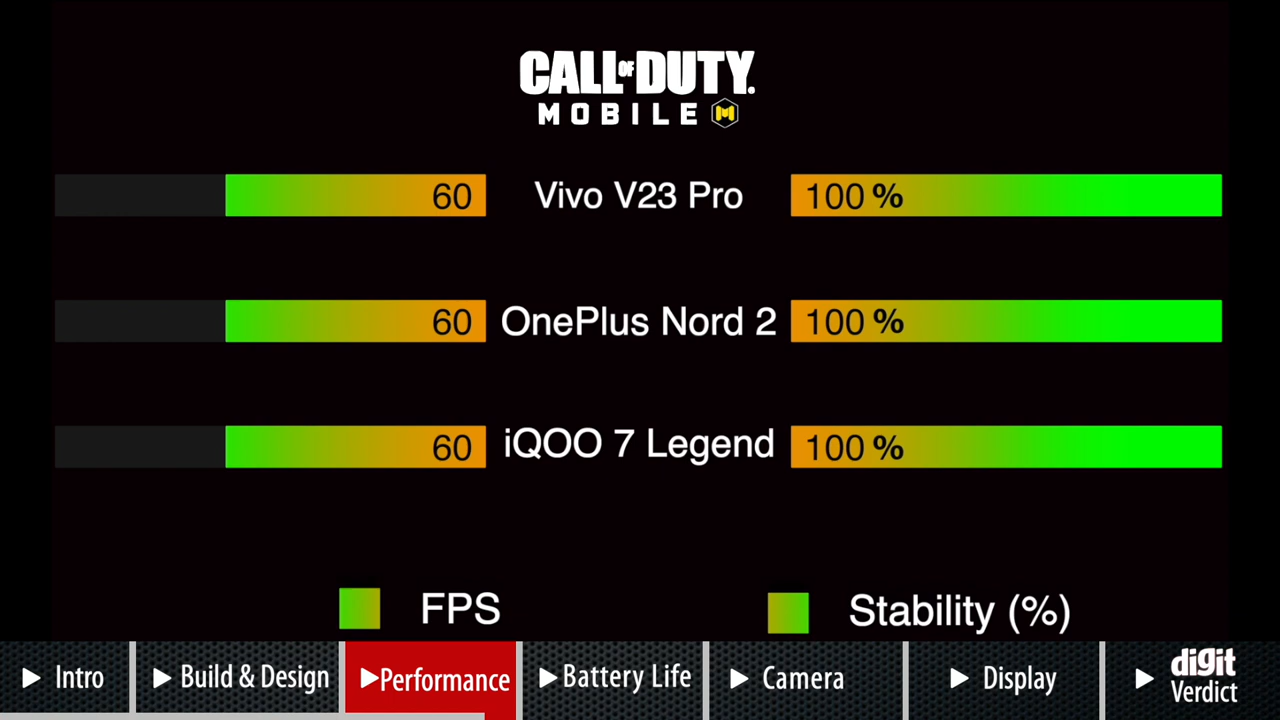 CALL OF DUTY.
MOBILE
60 Vivo V23 Pro 100 %
60 OnePlus Nord 2 100 %
60 iQOO 7 Legend 100 %
FPS Stability (%)
Intro Build & Design Performance Battery Life Camera Display digit Verdict